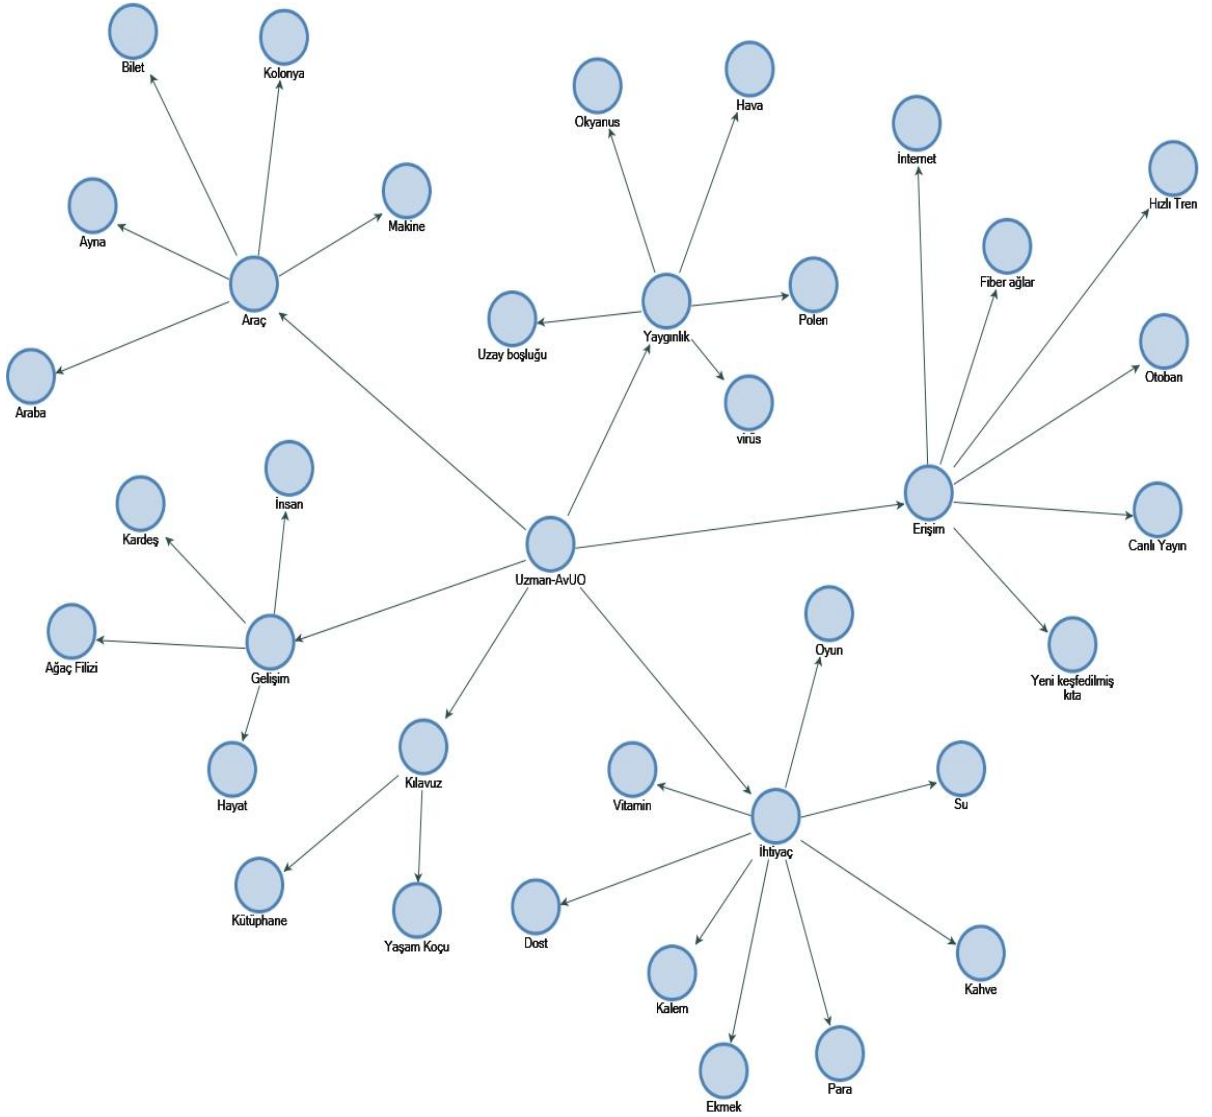 Bilet
Kolonya
Okyanus
Hava
İnternet
Hızlı Tren
Ayna
Makine
Araç
Uzay boşluğu
Yaygınlık
Polen
Fiber ağlar
Otoban
Araba
virüs
Kardeş
İnsan
Uzman-AvUO
Erişim
Canlı Yayın
Ağaç Filizi
Gelişim
Oyun
Yeni keşfedilmiş
kıta
Hayat
Kılavuz
Vitamin
İhtiyaç
Su
Kütüphane
Yaşam Koçu
Dost
Kalem
Kahve
Ekmek
Para